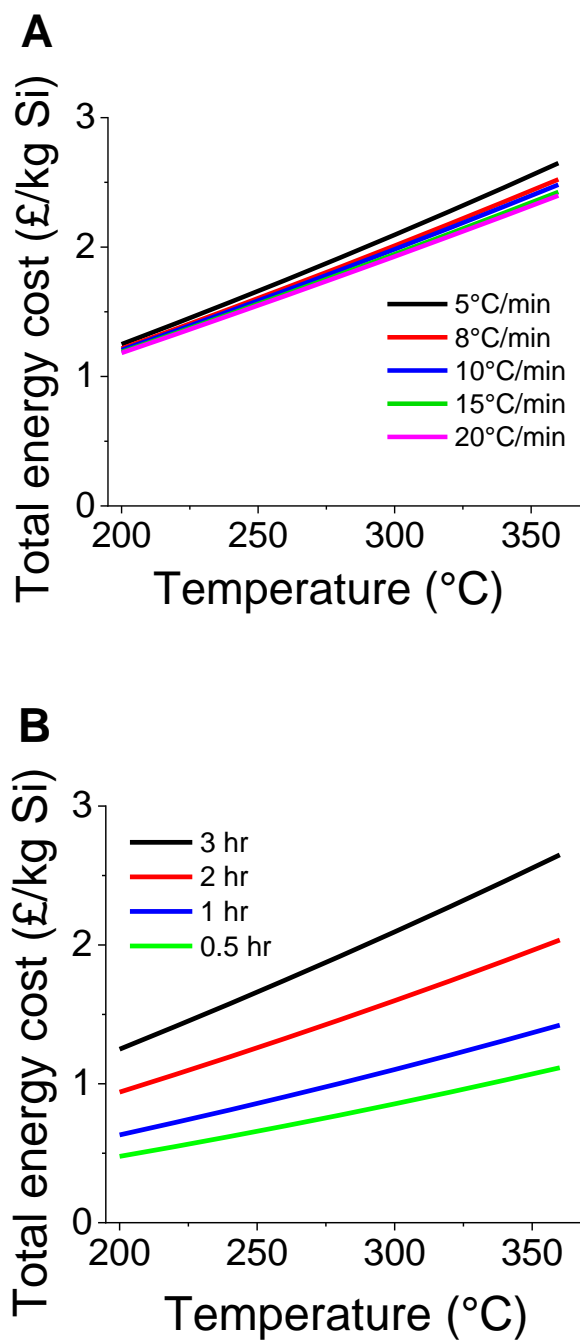 A
Total energy cost (£/kg Si)
3
2
1
0
5°C/min
8°C/min
10°C/min
15°C/min
20°C/min
200
250
300
350
Temperature (°C)
B
Total energy cost (£/kg Si)
3
2
1
0
3 hr
2 hr
1 hr
0.5 hr
200
250
300
350
Temperature (°C)